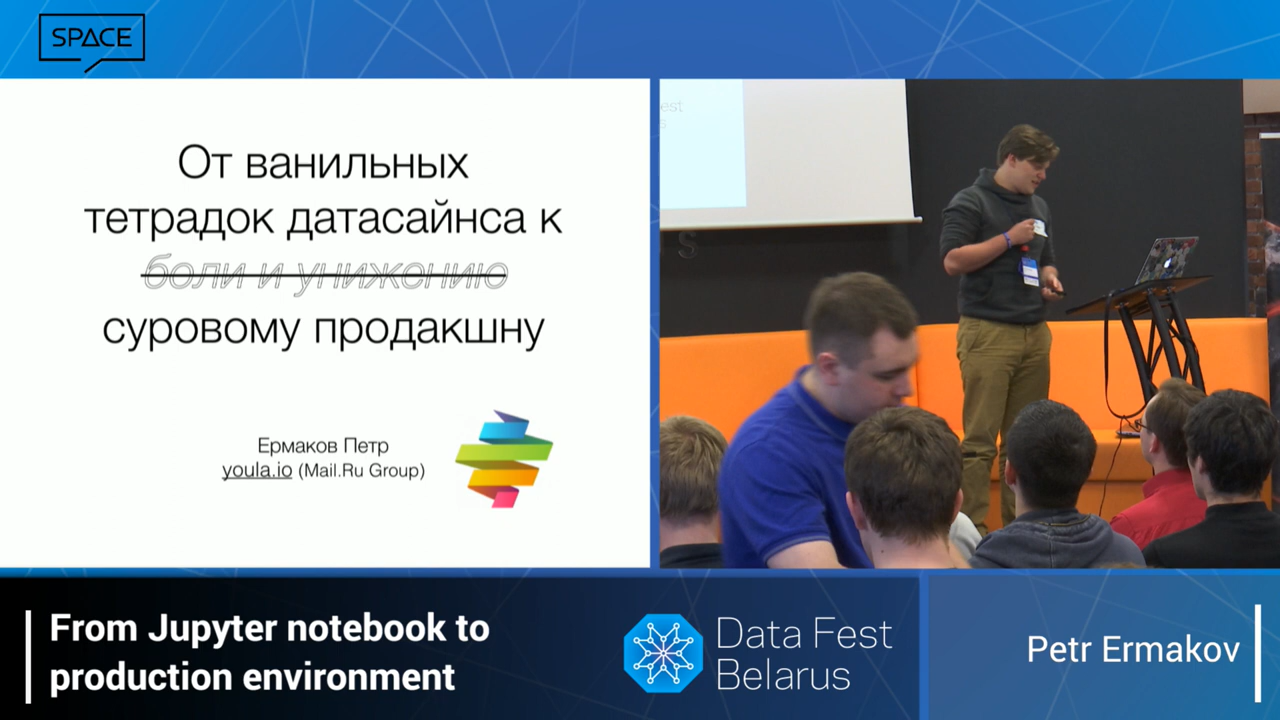 SPACE
От ванильных
тетрадок датасайнса к
боли и унижению
суровому продакшну
Ермаков Петр
youla.io (Mail.Ru Group)
est
s
S
From Jupyter notebook to
production environment
Data Fest
Belarus
Petr Ermakov